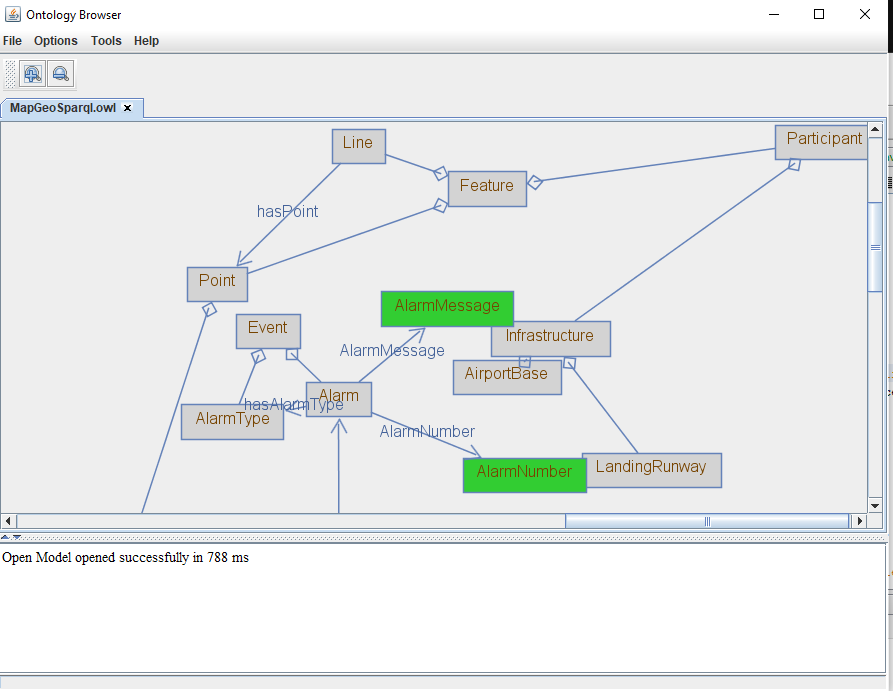 Ontology Browser
File Options Tools Help
MapGeoSparql.owl
Line
Participant
Feature
hasPoint
Point
AlarmMessage
Event
Infrastructure
AlarmMessage
AirportBase
Alarm
hasAlarmType
AlarmType
AlarmNumber
AlarmNumber
LandingRunway
Open Model opened successfully in 788 ms